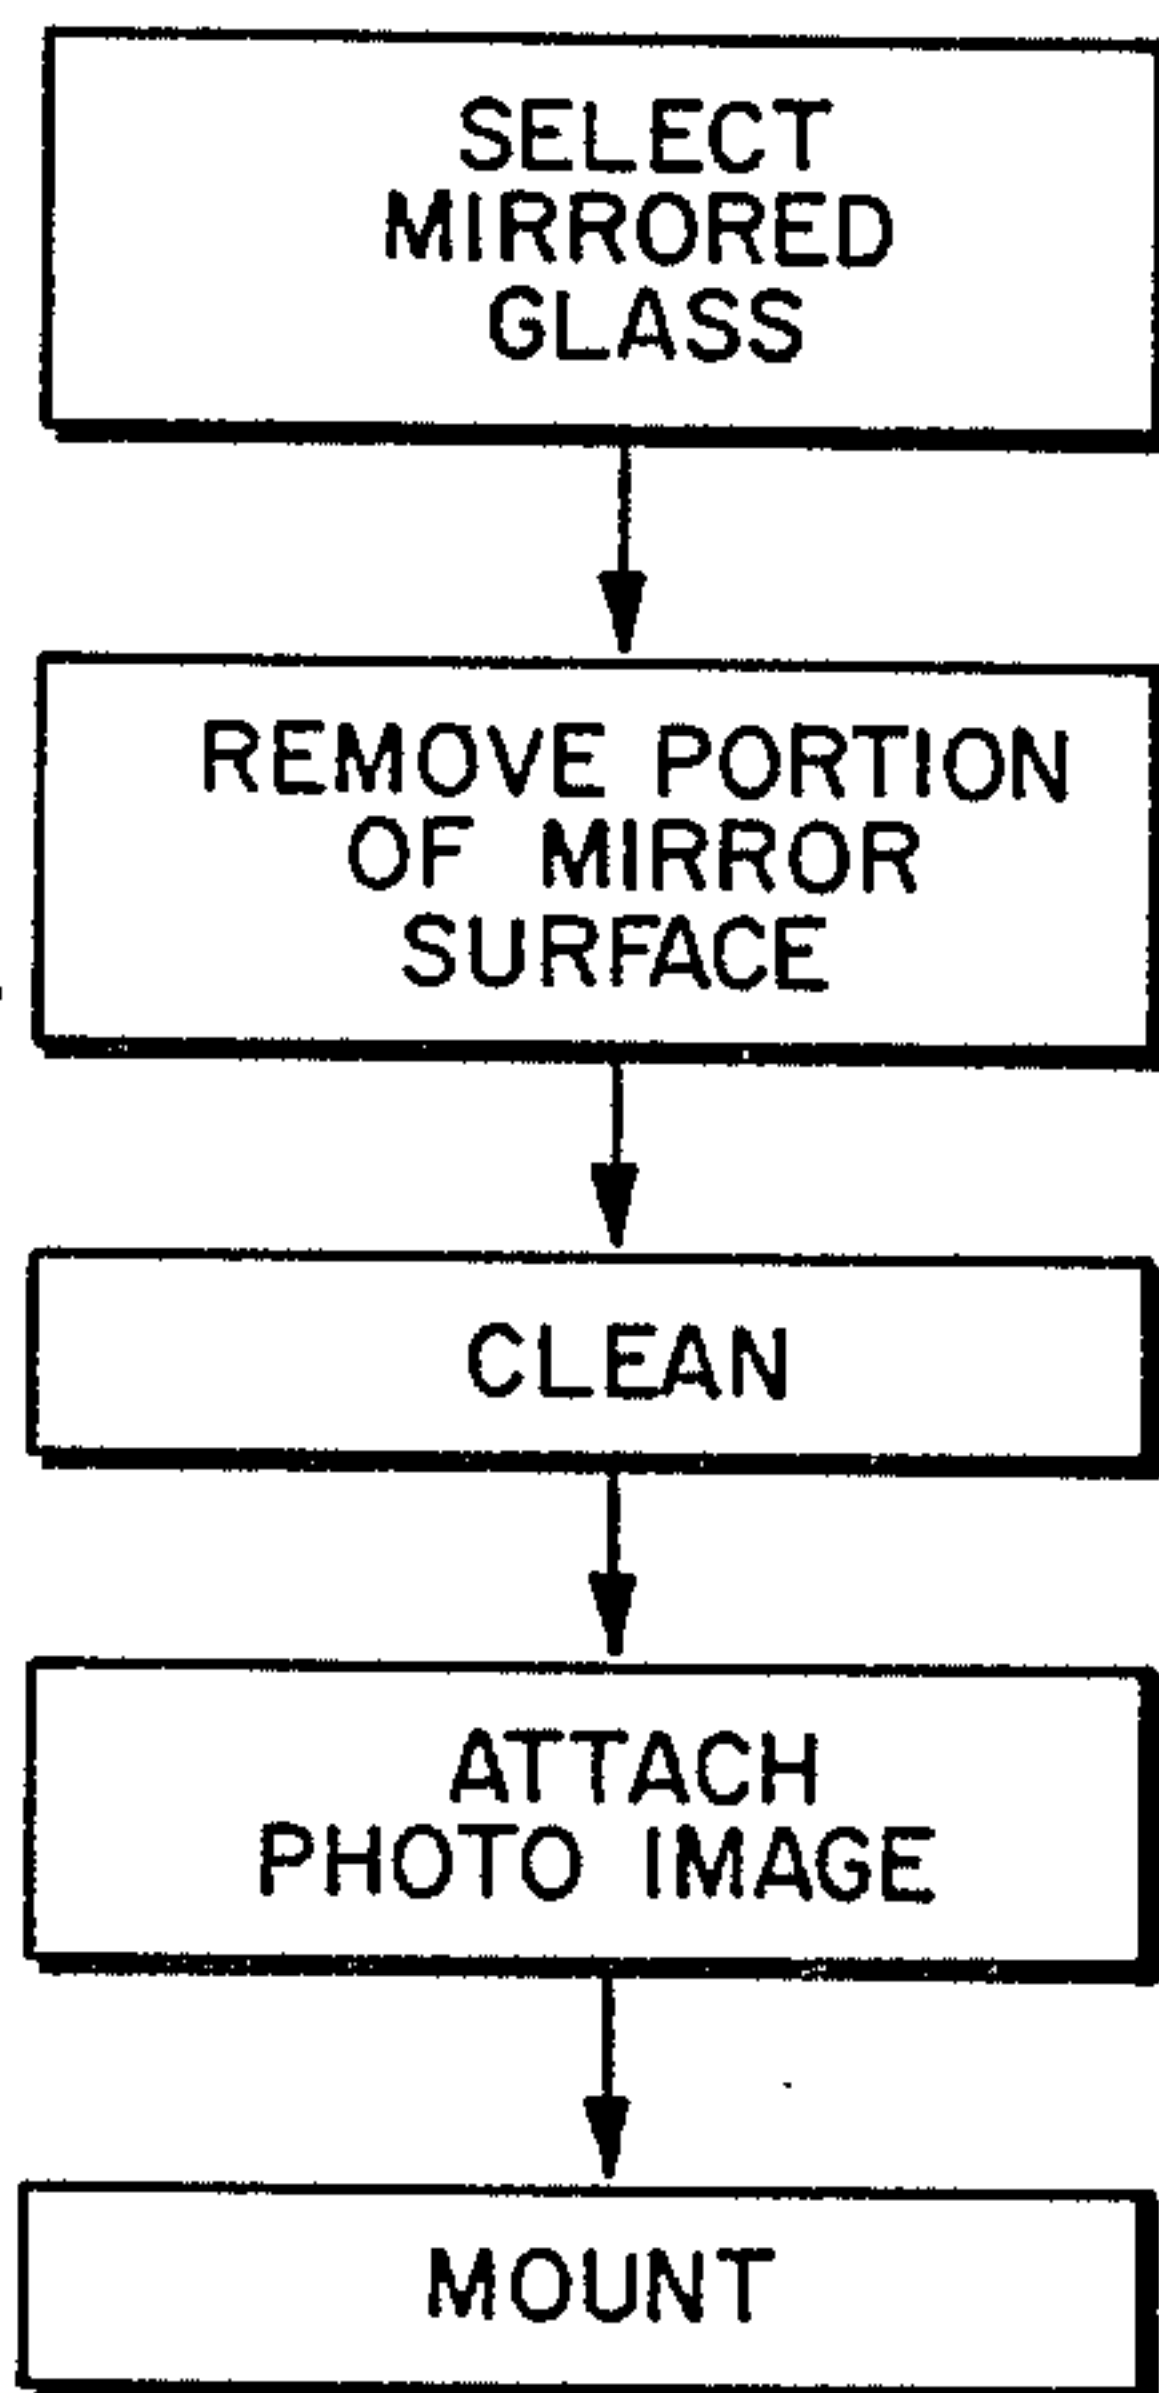 SELECT
MIRRORED
GLASS
REMOVE PORTION
OF MIRROR
SURFACE
CLEAN
ATTACH
PHOTO IMAGE
MOUNT